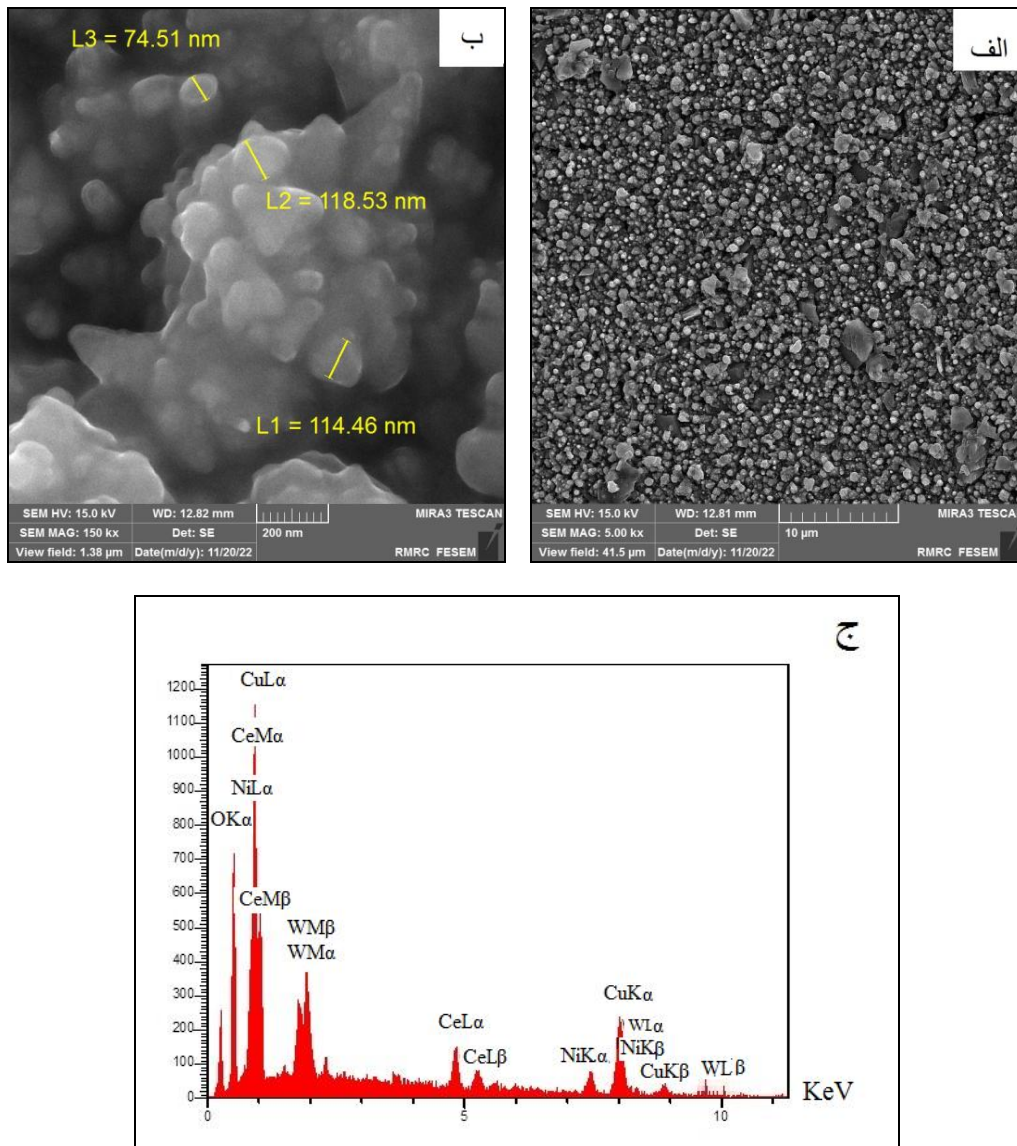 ب
L3 = 74.51 nm
L2 = 118.53 nm
L1 = 114.46 nm
SEM HV: 15.0 kV WD: 12.82 mm MIRA3 TESCAN
SEM MAG: 150 kx Det: SE 200 nm
View field: 1.38 µm Date(m/d/y): 11/20/22 RMRC FESEM
الف
SEM HV: 15.0 kV WD: 12.81 mm MIRA3 TESCAN
SEM MAG: 5.00 kx Det: SE 10 µm
View field: 41.5 µm Date(m/d/y): 11/20/22 RMRC FESEM
ج
1200
1100
1000
900
800
700
600
500
400
300
200
100
0
CuLα
CeMα
NiLα
OKα
CeMβ
WMβ
WMα
CeLα
CeLβ
NiKα
CuKα
WLα
NiKβ
CuKβ
WLβ
0 5 10 KeV